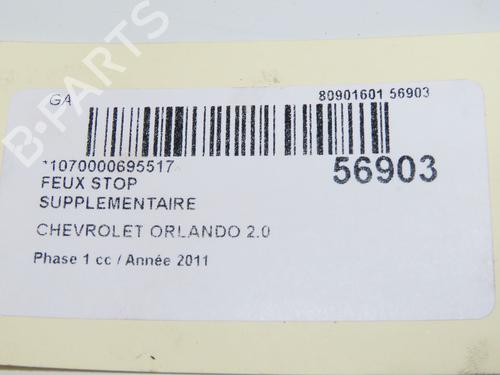 GA 80901601 56903
*1070000695517
56903
FEUX STOP
SUPPLEMENTAIRE
CHEVROLET ORLANDO 2.0
Phase 1 cc / Année 2011
B-PARTS